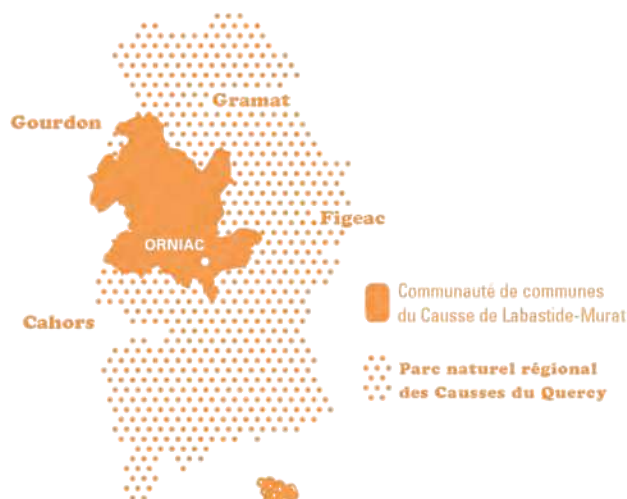 Gramat
Gourdon
Figeac
ORNIAC
Communauté de communes
du Causse de Labastide-Murat
Cahors
Parc naturel régional
des Causses du Quercy